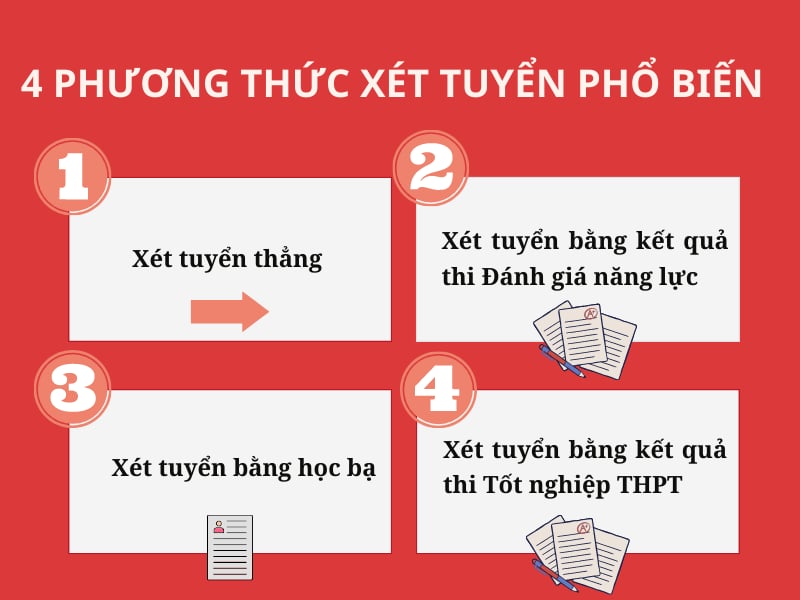 4 PHƯƠNG THỨC XÉT TUYỂN PHỔ BIẾN
1
Xét tuyển thẳng
2
Xét tuyển bằng kết quả
thi Đánh giá năng lực
A+
3
Xét tuyển bằng học bạ
4
Xét tuyển bằng kết quả
thi Tốt nghiệp THPT
A+